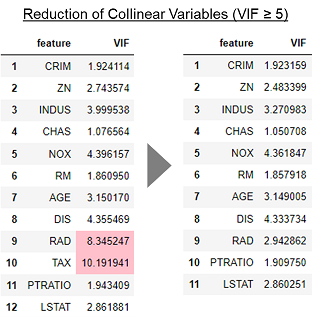 Reduction of Collinear Variables (VIF ≥ 5)
feature VIF
1 CRIM 1.924114
2 ZN 2.743574
3 INDUS 3.999538
4 CHAS 1.076564
5 NOX 4.396157
6 RM 1.860950
7 AGE 3.150170
8 DIS 4.355469
9 RAD 8.345247
10 TAX 10.191941
11 PTRATIO 1.943409
12 LSTAT 2.861881
feature VIF
1 CRIM 1.923159
2 ZN 2.483399
3 INDUS 3.270983
4 CHAS 1.050708
5 NOX 4.361847
6 RM 1.857918
7 AGE 3.149005
8 DIS 4.333734
9 RAD 2.942862
10 PTRATIO 1.909750
11 LSTAT 2.860251